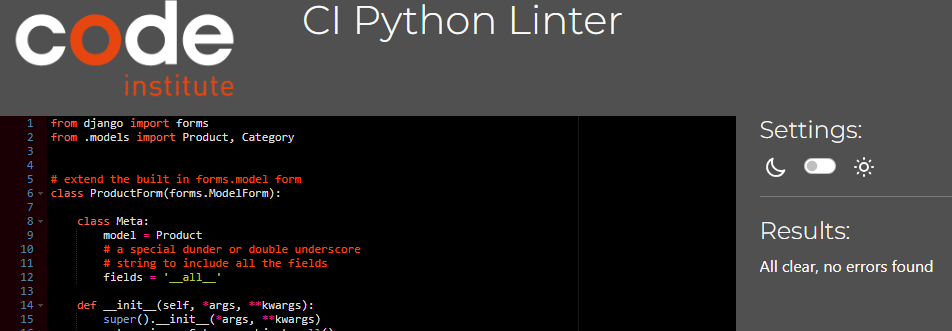 code
institute
CI Python Linter
1 from django import forms
2 from .models import Product, Category
3
4
5 # extend the built in forms.model form
6 class ProductForm(forms.ModelForm):
7
8     class Meta:
9         model = Product
10         # a special dunder or double underscore
11         # string to include all the fields
12         fields = '__all__'
13
14     def __init__(self, *args, **kwargs):
15         super().__init__(*args, **kwargs)
Settings:
Results:
All clear, no errors found